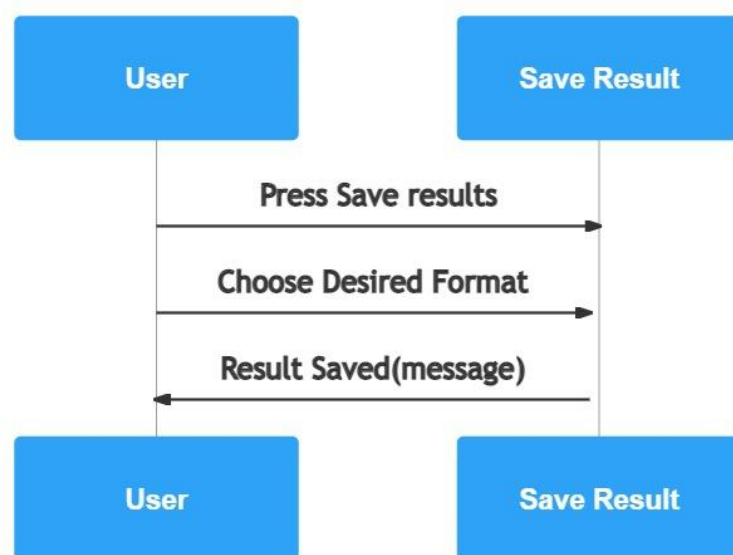 User
Save Result
Press Save results
Choose Desired Format
Result Saved(message)
User
Save Result